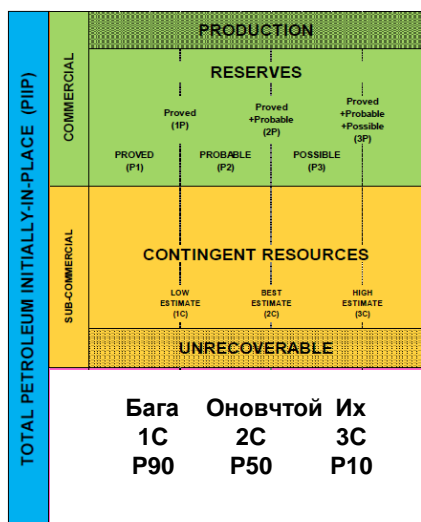 TOTAL PETROLEUM INITIALLY-IN-PLACE (PIIP)
COMMERCIAL
PRODUCTION
RESERVES
Proved
(1P)
Proved
+Probable
(2P)
Proved
+Probable
+Possible
(3P)
PROVED
(P1)
PROBABLE
(P2)
POSSIBLE
(P3)
SUB-COMMERCIAL
CONTINGENT RESOURCES
LOW
ESTIMATE
(1C)
BEST
ESTIMATE
(2C)
HIGH
ESTIMATE
(3C)
UNRECOVERABLE
Бага Оновчтой Их
1C 2C 3C
P90 P50 P10